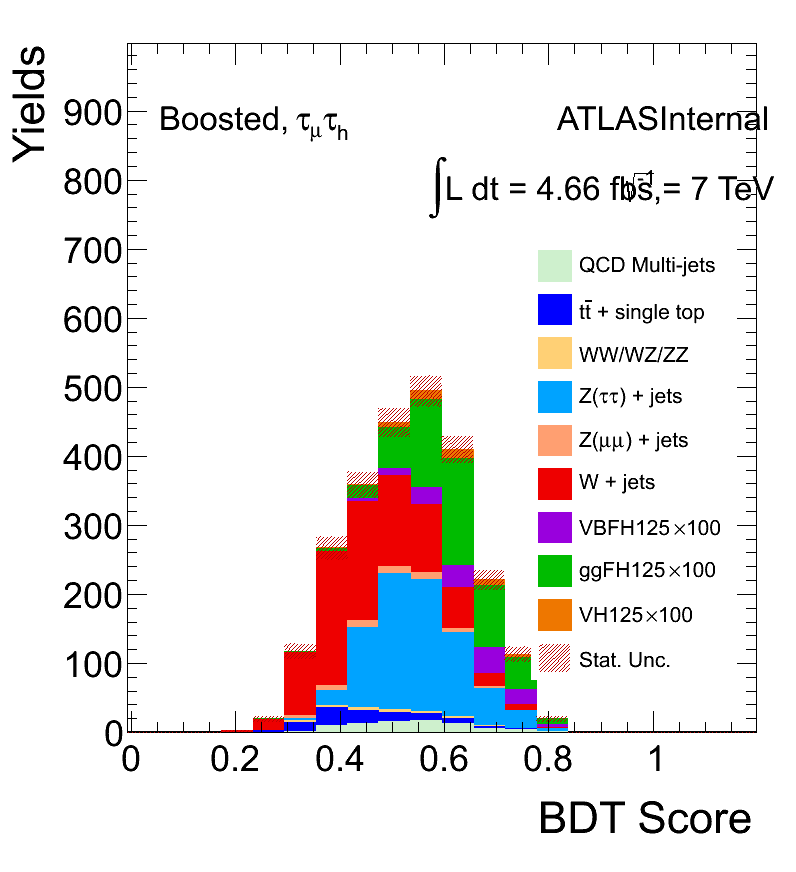 Yields
900
800
700
600
500
400
300
200
100
0
Boosted, τμτh
ATLASInternal
∫L dt = 4.66 fb⁻¹, √s = 7 TeV
QCD Multi-jets
tt̄ + single top
WW/WZ/ZZ
Z(ττ) + jets
Z(μμ) + jets
W + jets
VBFH125×100
ggFH125×100
VH125×100
Stat. Unc.
0 0.2 0.4 0.6 0.8 1
BDT Score